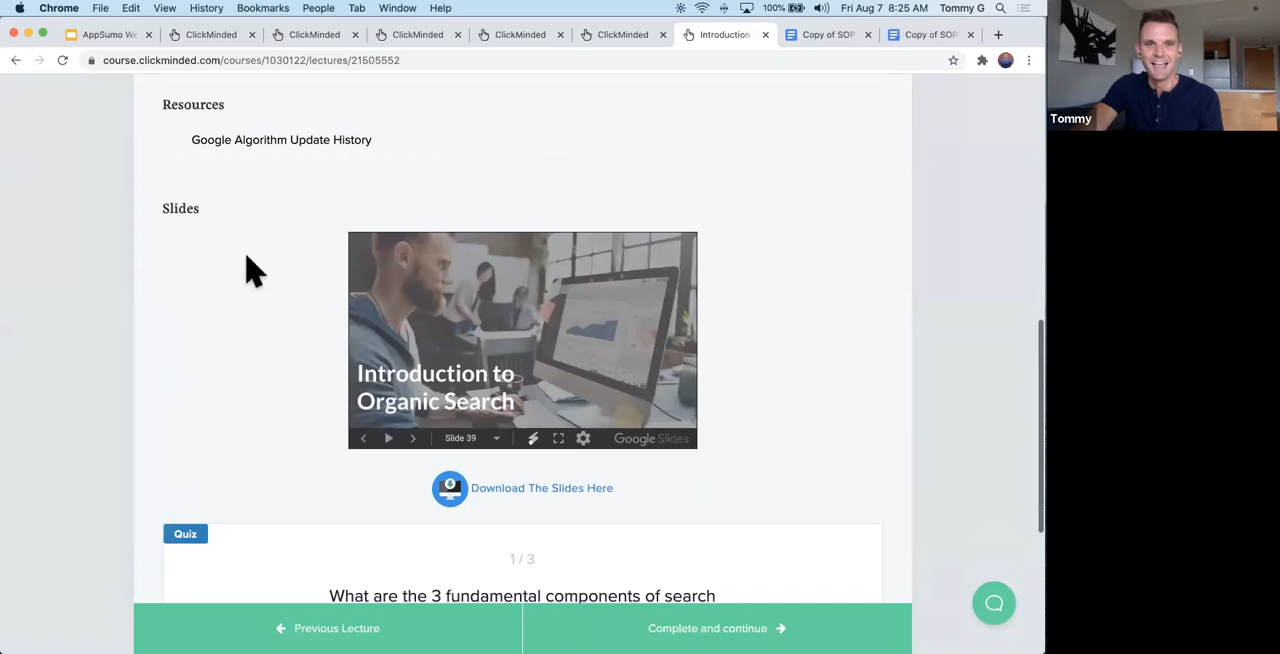 Chrome File Edit View History Bookmarks People Tab Window Help 100% Fri Aug 7 8:25 AM Tommy G
AppSumo We ClickMinded ClickMinded ClickMinded ClickMinded ClickMinded Introduction Copy of SOP Copy of SOP
course.clickminded.com/courses/1030122/lectures/21505552
Tommy
Resources
Google Algorithm Update History
Slides
Introduction to
Organic Search
Slide 39 Google Slides
Download The Slides Here
Quiz
1 / 3
What are the 3 fundamental components of search
Previous Lecture Complete and continue